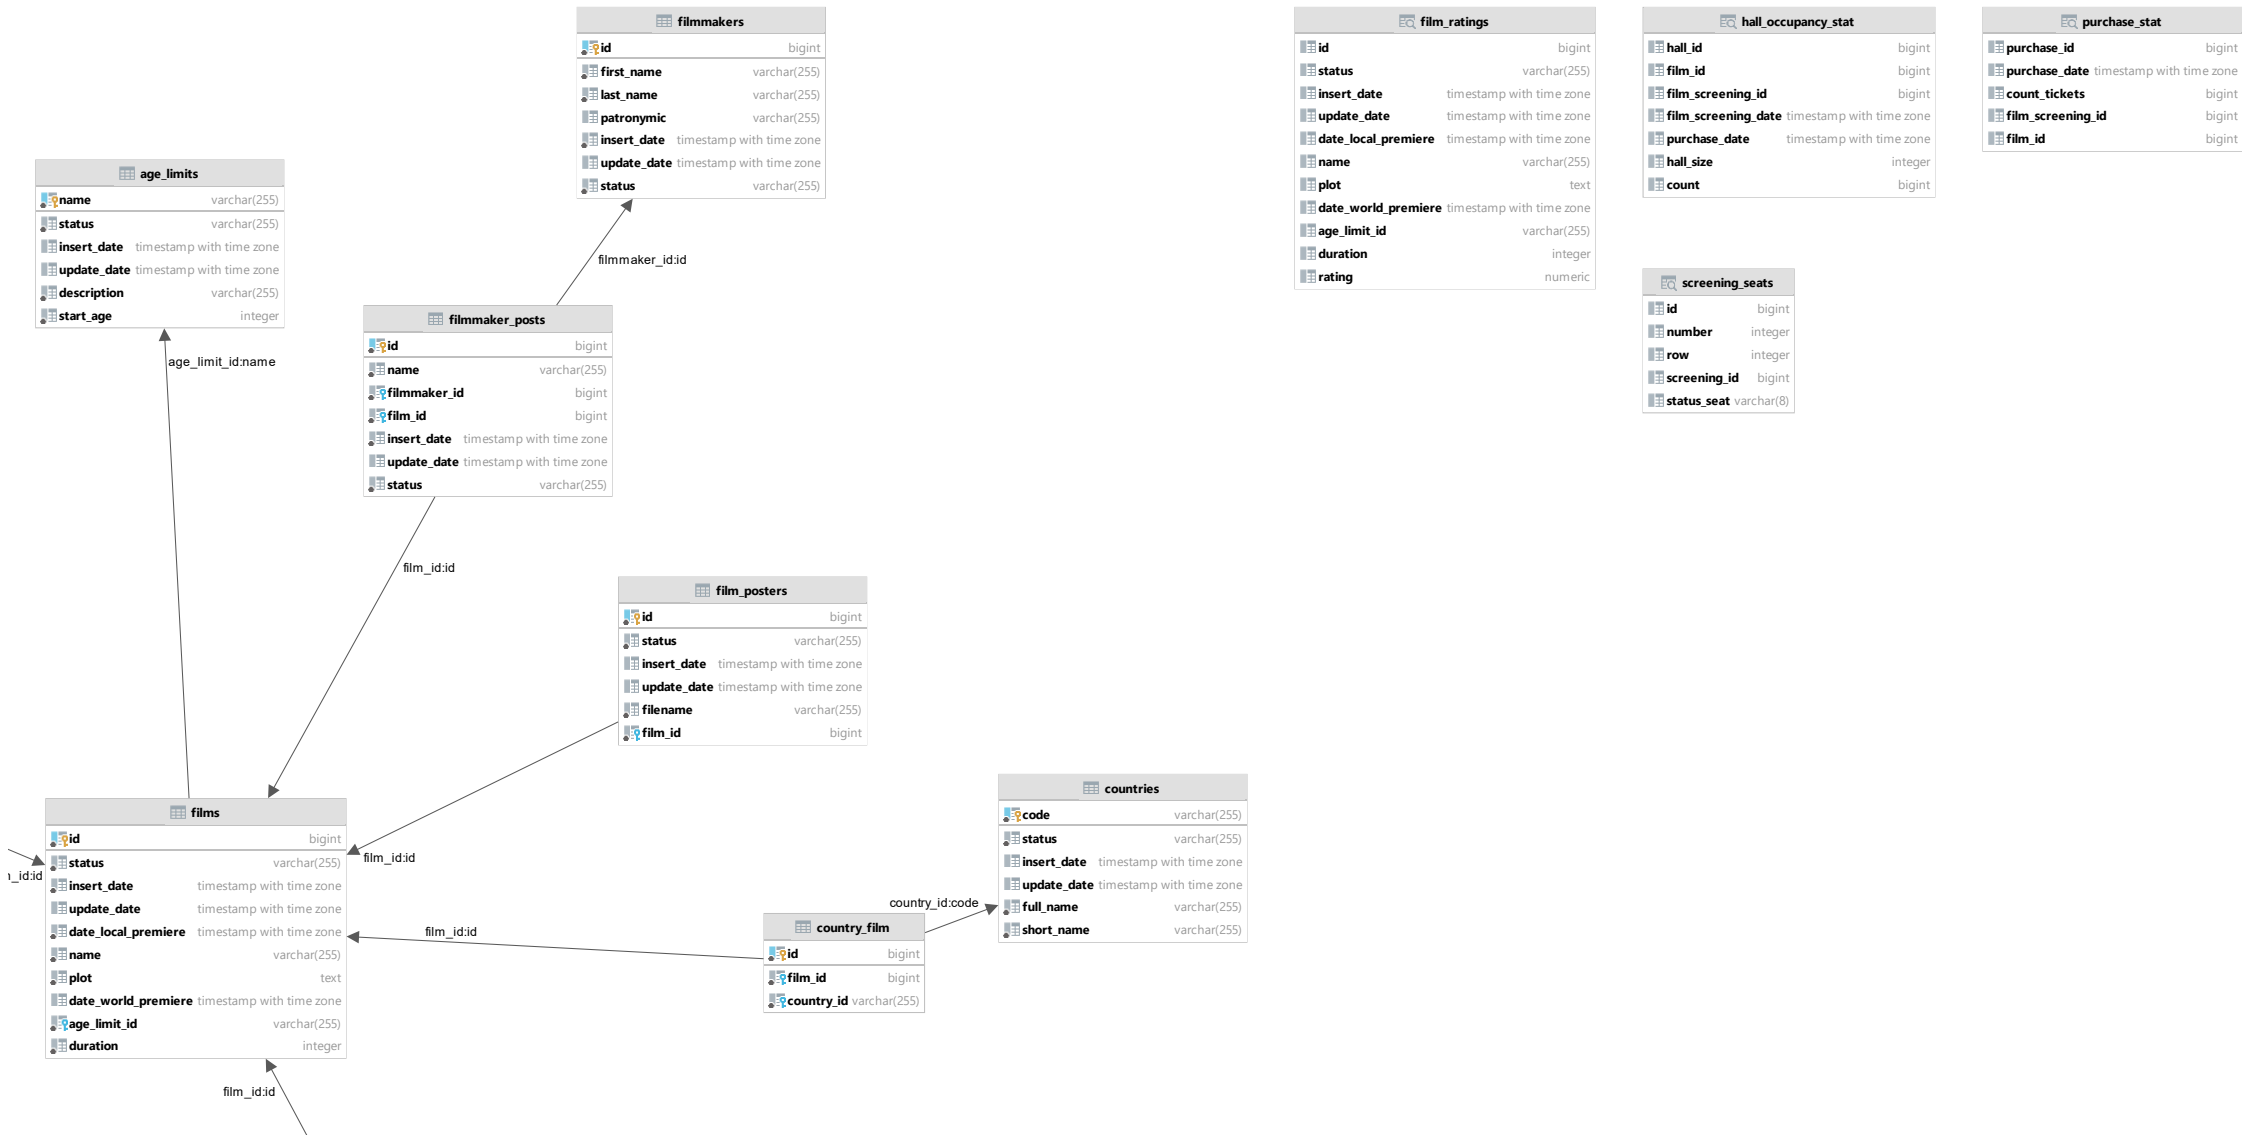 filmmakers
id bigint
first_name varchar(255)
last_name varchar(255)
patronymic varchar(255)
insert_date timestamp with time zone
update_date timestamp with time zone
status varchar(255)
film_ratings
id bigint
status varchar(255)
insert_date timestamp with time zone
update_date timestamp with time zone
date_local_premiere timestamp with time zone
name varchar(255)
plot text
date_world_premiere timestamp with time zone
age_limit_id varchar(255)
duration integer
rating numeric
hall_occupancy_stat
hall_id bigint
film_id bigint
film_screening_id bigint
film_screening_date timestamp with time zone
purchase_date timestamp with time zone
hall_size integer
count bigint
purchase_stat
purchase_id bigint
purchase_date timestamp with time zone
count_tickets bigint
film_screening_id bigint
film_id bigint
age_limits
name varchar(255)
status varchar(255)
insert_date timestamp with time zone
update_date timestamp with time zone
description varchar(255)
start_age integer
filmmaker_id:id
screening_seats
id bigint
number integer
row integer
screening_id bigint
status_seat varchar(8)
filmmaker_posts
id bigint
name varchar(255)
filmmaker_id bigint
film_id bigint
insert_date timestamp with time zone
update_date timestamp with time zone
status varchar(255)
age_limit_id:name
film_id:id
film_posters
id bigint
status varchar(255)
insert_date timestamp with time zone
update_date timestamp with time zone
filename varchar(255)
film_id bigint
films
id bigint
status varchar(255)
insert_date timestamp with time zone
update_date timestamp with time zone
date_local_premiere timestamp with time zone
name varchar(255)
plot text
date_world_premiere timestamp with time zone
age_limit_id varchar(255)
duration integer
_id:id
film_id:id
film_id:id
countries
code varchar(255)
status varchar(255)
insert_date timestamp with time zone
update_date timestamp with time zone
full_name varchar(255)
short_name varchar(255)
country_id:code
country_film
id bigint
film_id bigint
country_id varchar(255)
film_id:id